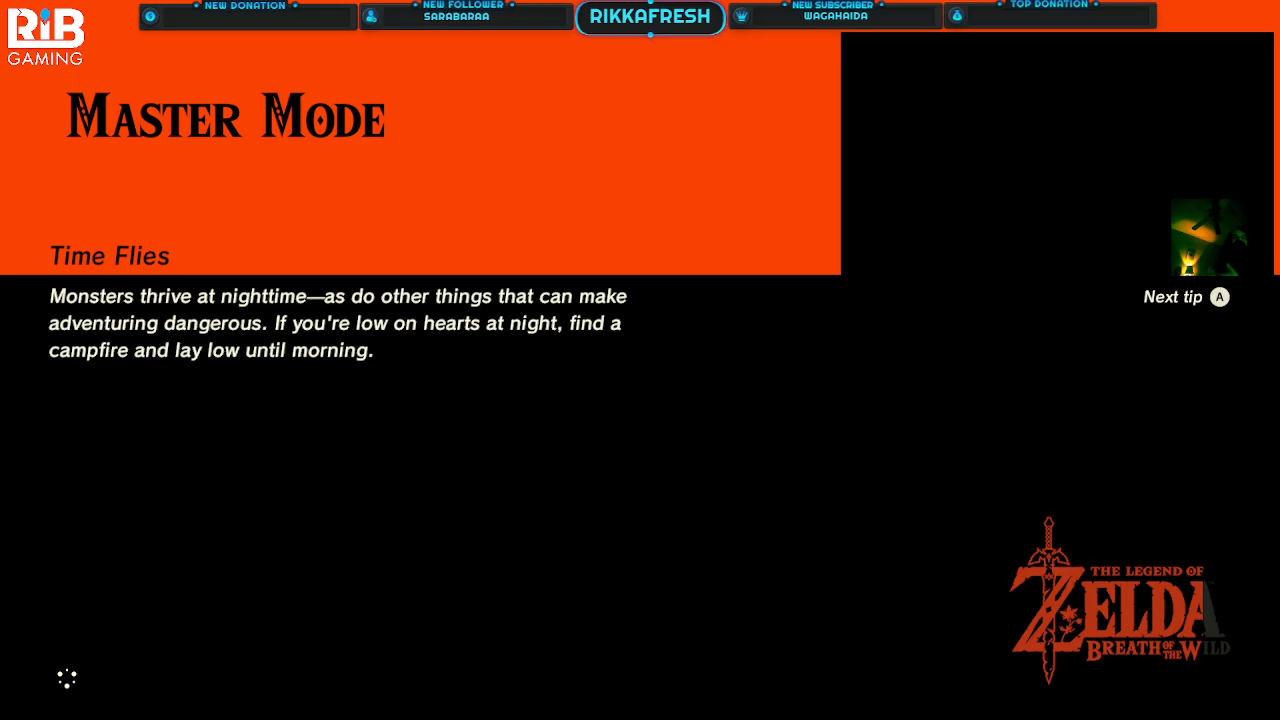 RiB
GAMING
NEW DONATION
NEW FOLLOWER
SARABARAA
RIKKAFRESH
NEW SUBSCRIBER
WAGAHAIDA
TOP DONATION
MASTER MODE
Time Flies
Monsters thrive at nighttime—as do other things that can make
adventuring dangerous. If you're low on hearts at night, find a
campfire and lay low until morning.
Next tip A
THE LEGEND OF
ZELDA
BREATH OF THE WILD